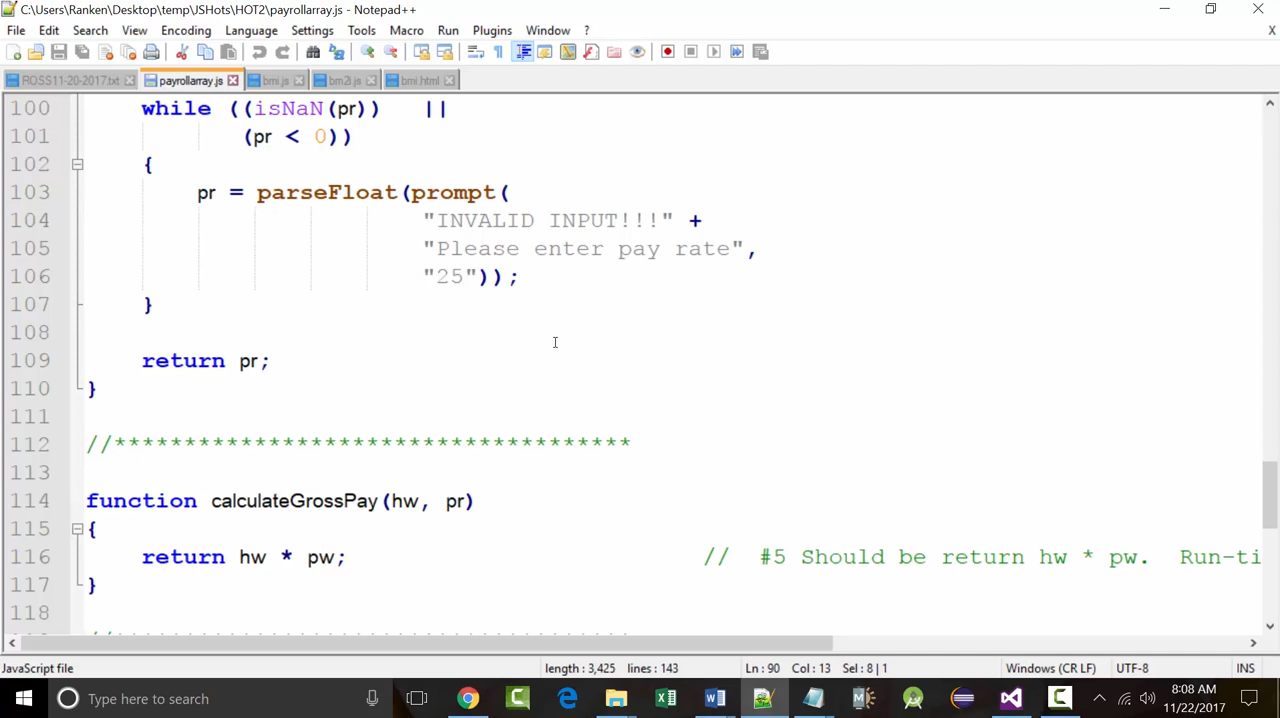 C:\Users\Ranken\Desktop\temp\JSHots\HOT2\payrollarray.js - Notepad++
File Edit Search View Encoding Language Settings Tools Macro Run Plugins Window ?
ROSS11-20-2017.txt payrollarray.js bmi.js bm2i.js bmi.html
100 while ((isNaN(pr)) ||
101 (pr < 0))
102 {
103 pr = parseFloat(prompt(
104 "INVALID INPUT!!!" +
105 "Please enter pay rate",
106 "25"));
107 }
108
109 return pr;
110 }
111
112 //*************************************
113
114 function calculateGrossPay(hw, pr)
115 {
116 return hw * pw; // #5 Should be return hw * pw. Run-ti
117 }
118
JavaScript file length : 3,425 lines : 143 Ln : 90 Col : 13 Sel : 8 | 1 Windows (CR LF) UTF-8 INS
Type here to search 8:08 AM
11/22/2017